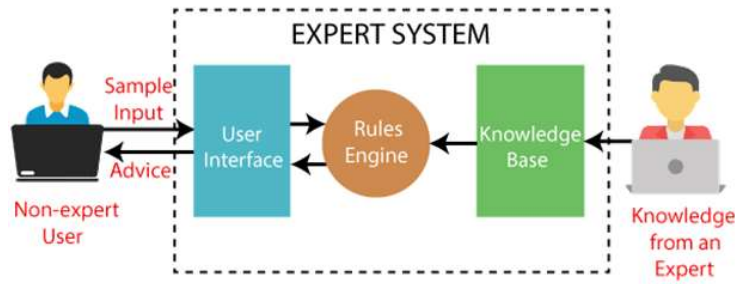 EXPERT SYSTEM
Sample
Input
Advice
Non-expert
User
User
Interface
Rules
Engine
Knowledge
Base
Knowledge
from an
Expert